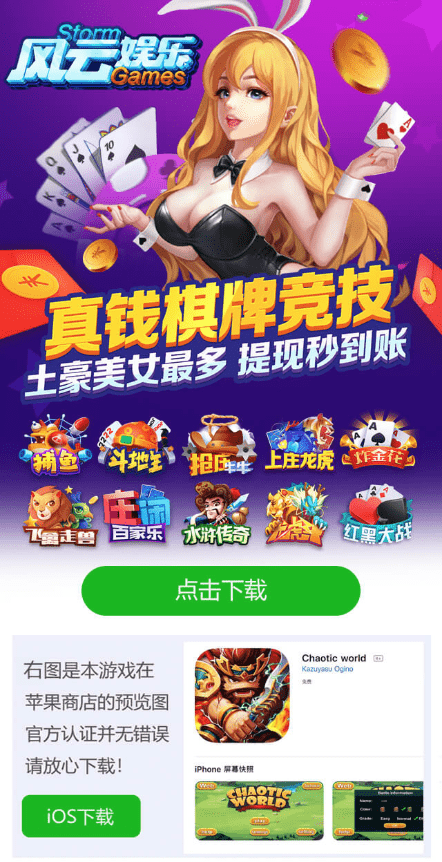 Storm
风云娱乐
Games
真钱棋牌竞技
土豪美女最多 提现秒到账
捕鱼 斗地主 抢庄牛牛 上庄龙虎 炸金花
飞禽走兽 庄闲百家乐 水浒传奇 龙虎斗 红黑大战
点击下载
右图是本游戏在
苹果商店的预览图
官方认证并无错误
请放心下载!
iOS下载
Chaotic world
Kazuyasu Ogino
免费
iPhone 屏幕快照
CHAOTIC
WORLD